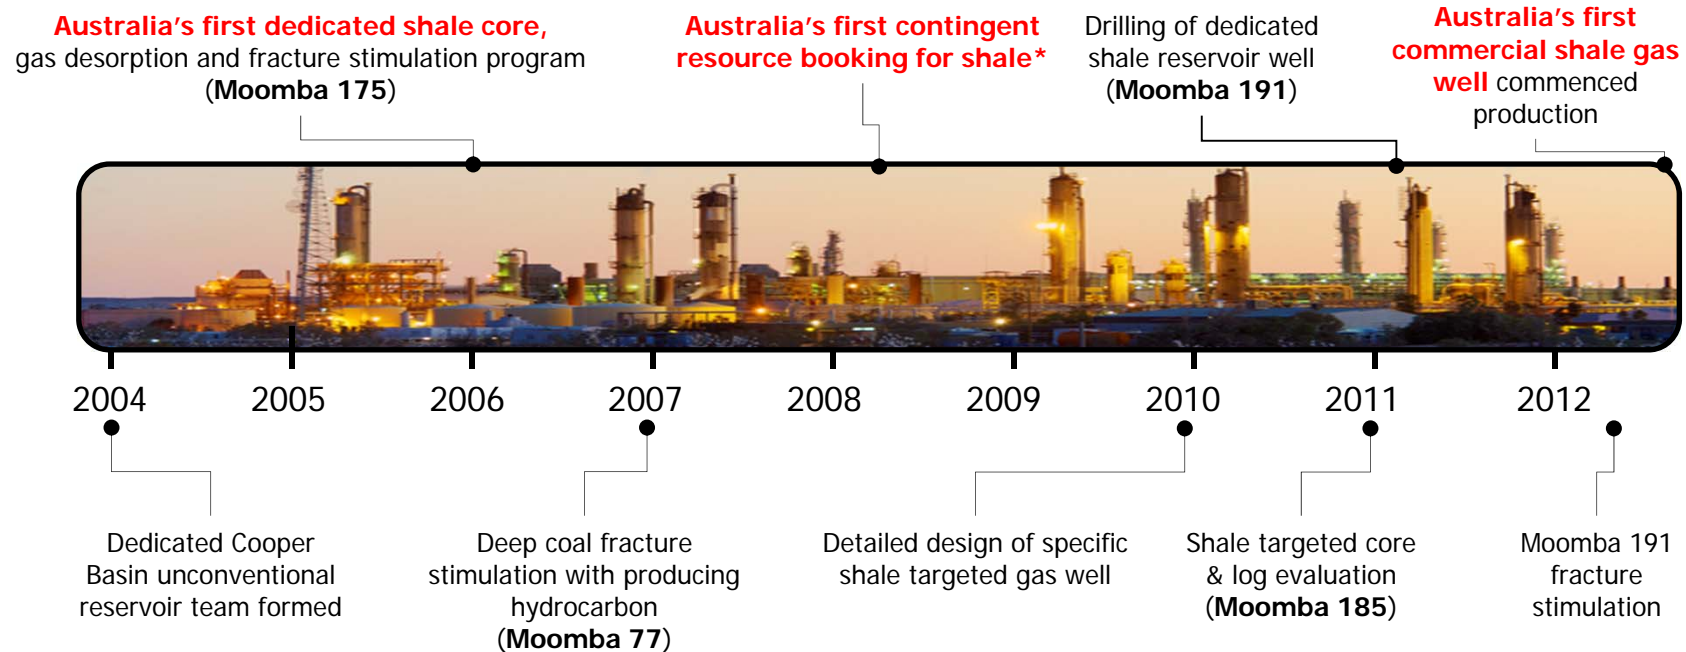 Australia's first dedicated shale core,
gas desorption and fracture stimulation program
(Moomba 175)
Australia's first contingent
resource booking for shale*
Drilling of dedicated
shale reservoir well
(Moomba 191)
Australia's first
commercial shale gas
well commenced
production
2004
2005
2006
2007
2008
2009
2010
2011
2012
Dedicated Cooper
Basin unconventional
reservoir team formed
Deep coal fracture
stimulation with producing
hydrocarbon
(Moomba 77)
Detailed design of specific
shale targeted gas well
Shale targeted core
& log evaluation
(Moomba 185)
Moomba 191
fracture
stimulation